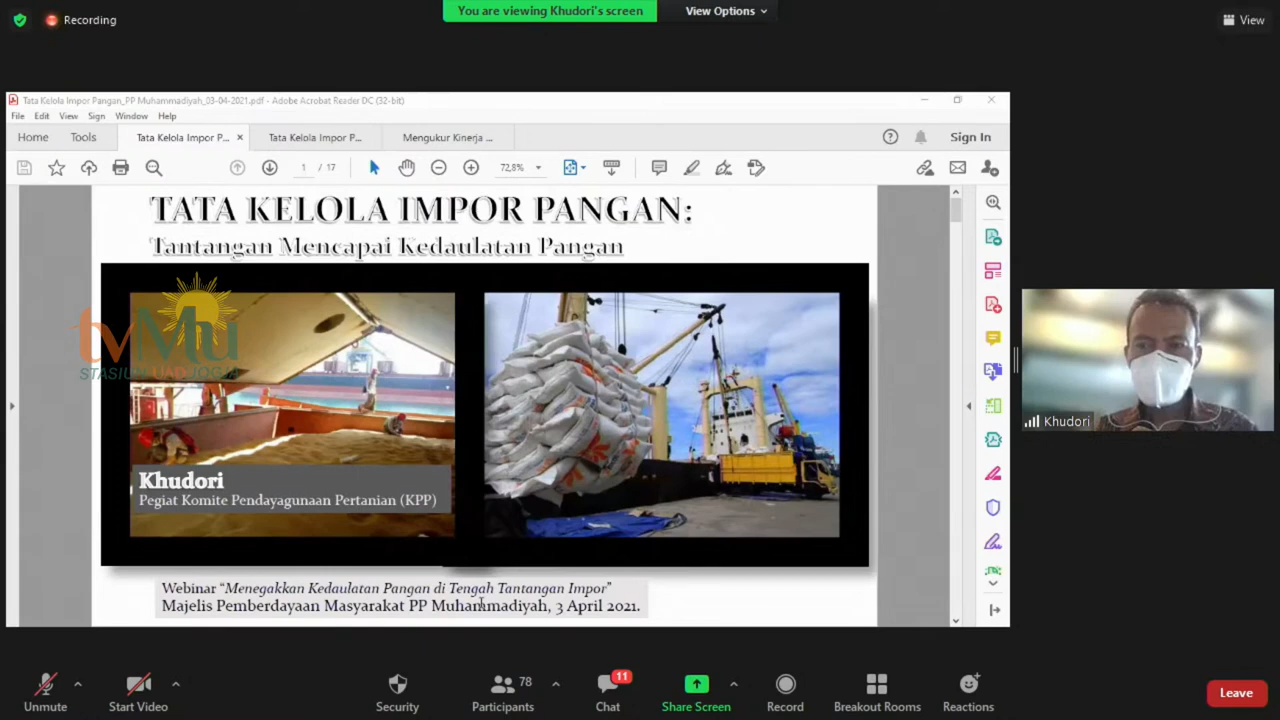 Recording
You are viewing Khudori's screen
View Options
View
Tata Kelola Impor Pangan_PP Muhammadiyah_03-04-2021.pdf - Adobe Acrobat Reader DC (32-bit)
File Edit View Sign Window Help
Home Tools Tata Kelola Impor P... × Tata Kelola Impor P... Mengukur Kinerja ... Sign In
1 / 17 72,8%
TATA KELOLA IMPOR PANGAN:
Tantangan Mencapai Kedaulatan Pangan
tvMu
STASIUN UAD JOGJA
Khudori
Pegiat Komite Pendayagunaan Pertanian (KPP)
Webinar “Menegakkan Kedaulatan Pangan di Tengah Tantangan Impor”
Majelis Pemberdayaan Masyarakat PP Muhammadiyah, 3 April 2021.
Khudori
78
11
Unmute Start Video Security Participants Chat Share Screen Record Breakout Rooms Reactions Leave